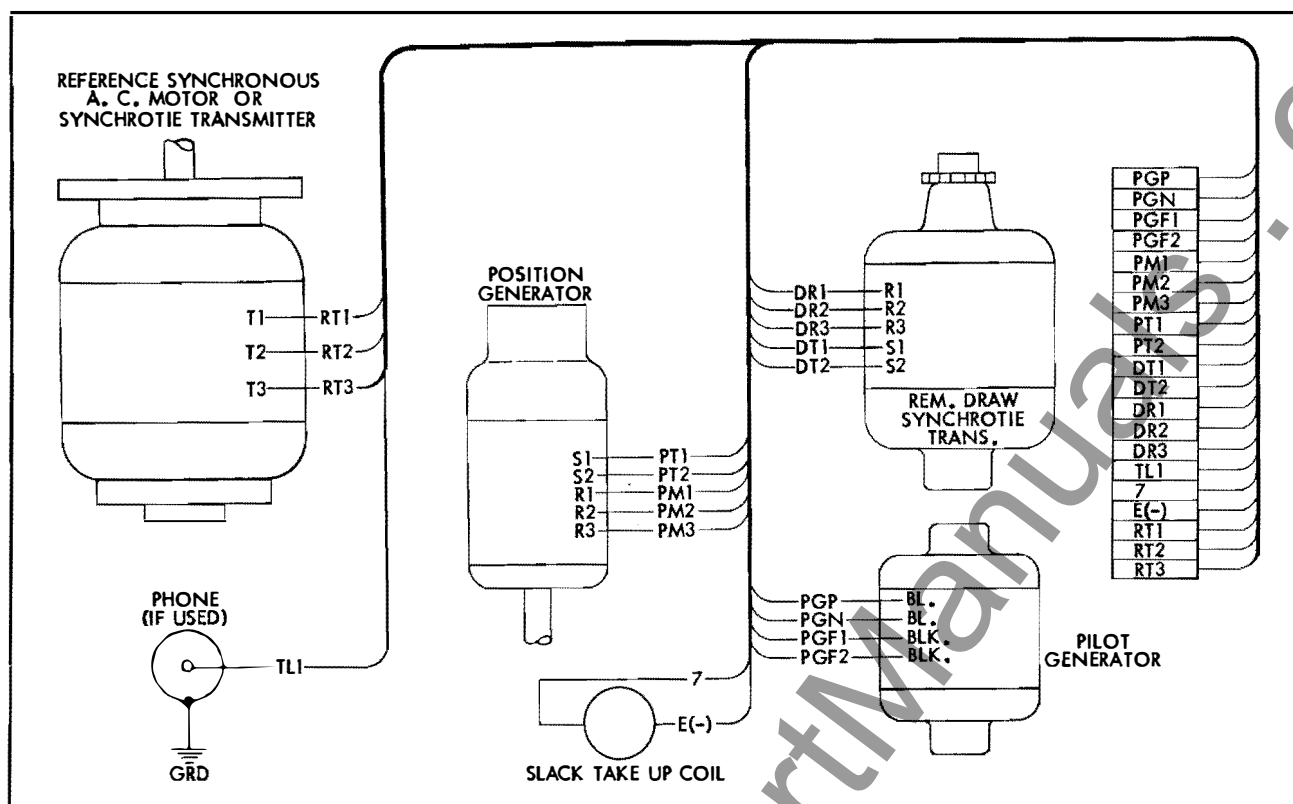 REFERENCE SYNCHRONOUS
A. C. MOTOR OR
SYNCHROTIE TRANSMITTER
T1 RT1
T2 RT2
T3 RT3
PHONE
(IF USED)
TL1
GRD
POSITION
GENERATOR
S1 PT1
S2 PT2
R1 PM1
R2 PM2
R3 PM3
7
E(-)
SLACK TAKE UP COIL
DR1 R1
DR2 R2
DR3 R3
DT1 S1
DT2 S2
REM. DRAW
SYNCHROTIE
TRANS.
PGP BL.
PGN BL.
PGF1 BLK.
PGF2 BLK.
PILOT
GENERATOR
PGP
PGN
PGF1
PGF2
PM1
PM2
PM3
PT1
PT2
DT1
DT2
DR1
DR2
DR3
TL1
7
E(-)
RT1
RT2
RT3
rtManuals.